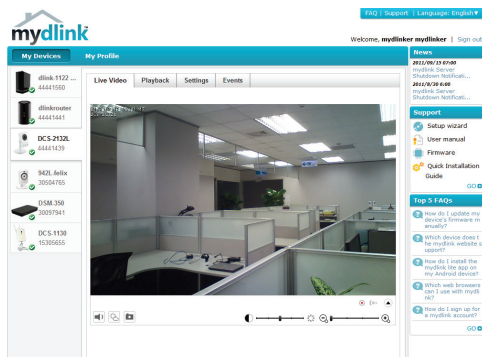 FAQ | Support | Language: English▼
mydlink
Welcome, mydlinker mydlinker | Sign out
My Devices
My Profile
dlink-1122 ...
44441560
dlinkrouter
44441441
DCS-2132L
44441439
942L-felix
30504765
DSM-350
30097941
DCS-1130
15305655
Live Video
Playback
Settings
Events
News
2011/09/15 07:00
mydlink Server
Shutdown Notificati...
2011/8/30 6:00
mydlink Server
Shutdown Notificati...
Support
Setup wizard
User manual
Firmware
Quick Installation
Guide
GO
Top 5 FAQs
How do I update my
device's firmware m
anually?
Which device does t
he mydlink website s
upport?
How do I install the
mydlink lite app on
my Android device?
Which web browsers
can I use with mydli
nk?
How do I sign up for
a mydlink account?
GO